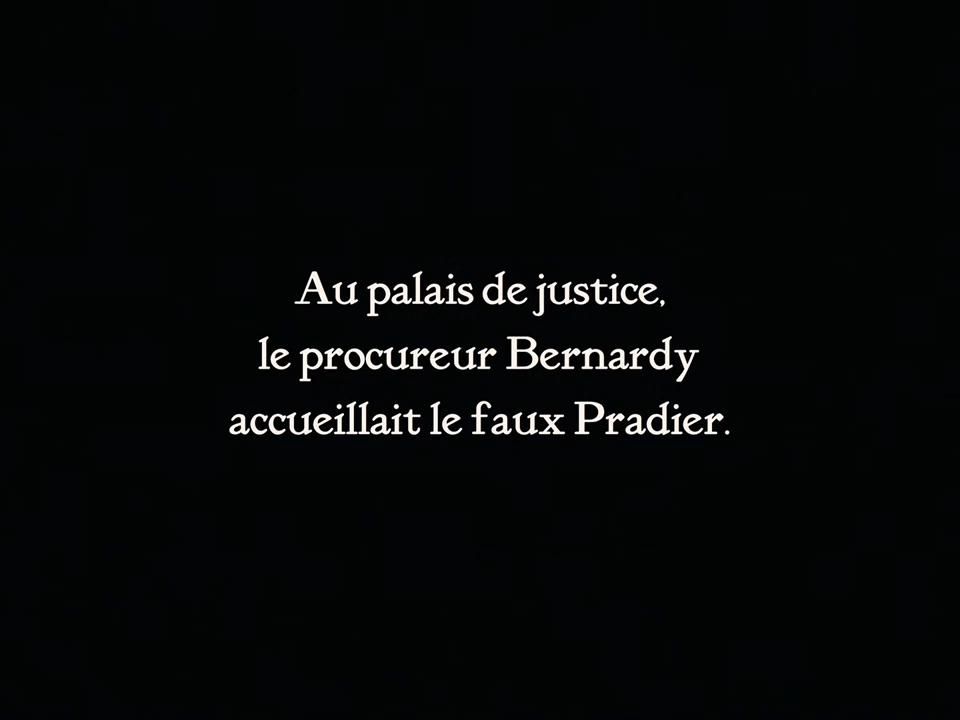 Au palais de justice,
le procureur Bernardy
accueillait le faux Pradier.